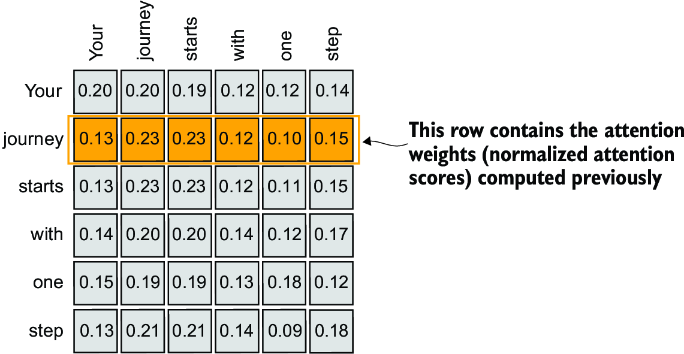 Your journey starts with one step
Your 0.20 0.20 0.19 0.12 0.12 0.14
journey 0.13 0.23 0.23 0.12 0.10 0.15
This row contains the attention
weights (normalized attention
scores) computed previously
starts 0.13 0.23 0.23 0.12 0.11 0.15
with 0.14 0.20 0.20 0.14 0.12 0.17
one 0.15 0.19 0.19 0.13 0.18 0.12
step 0.13 0.21 0.21 0.14 0.09 0.18